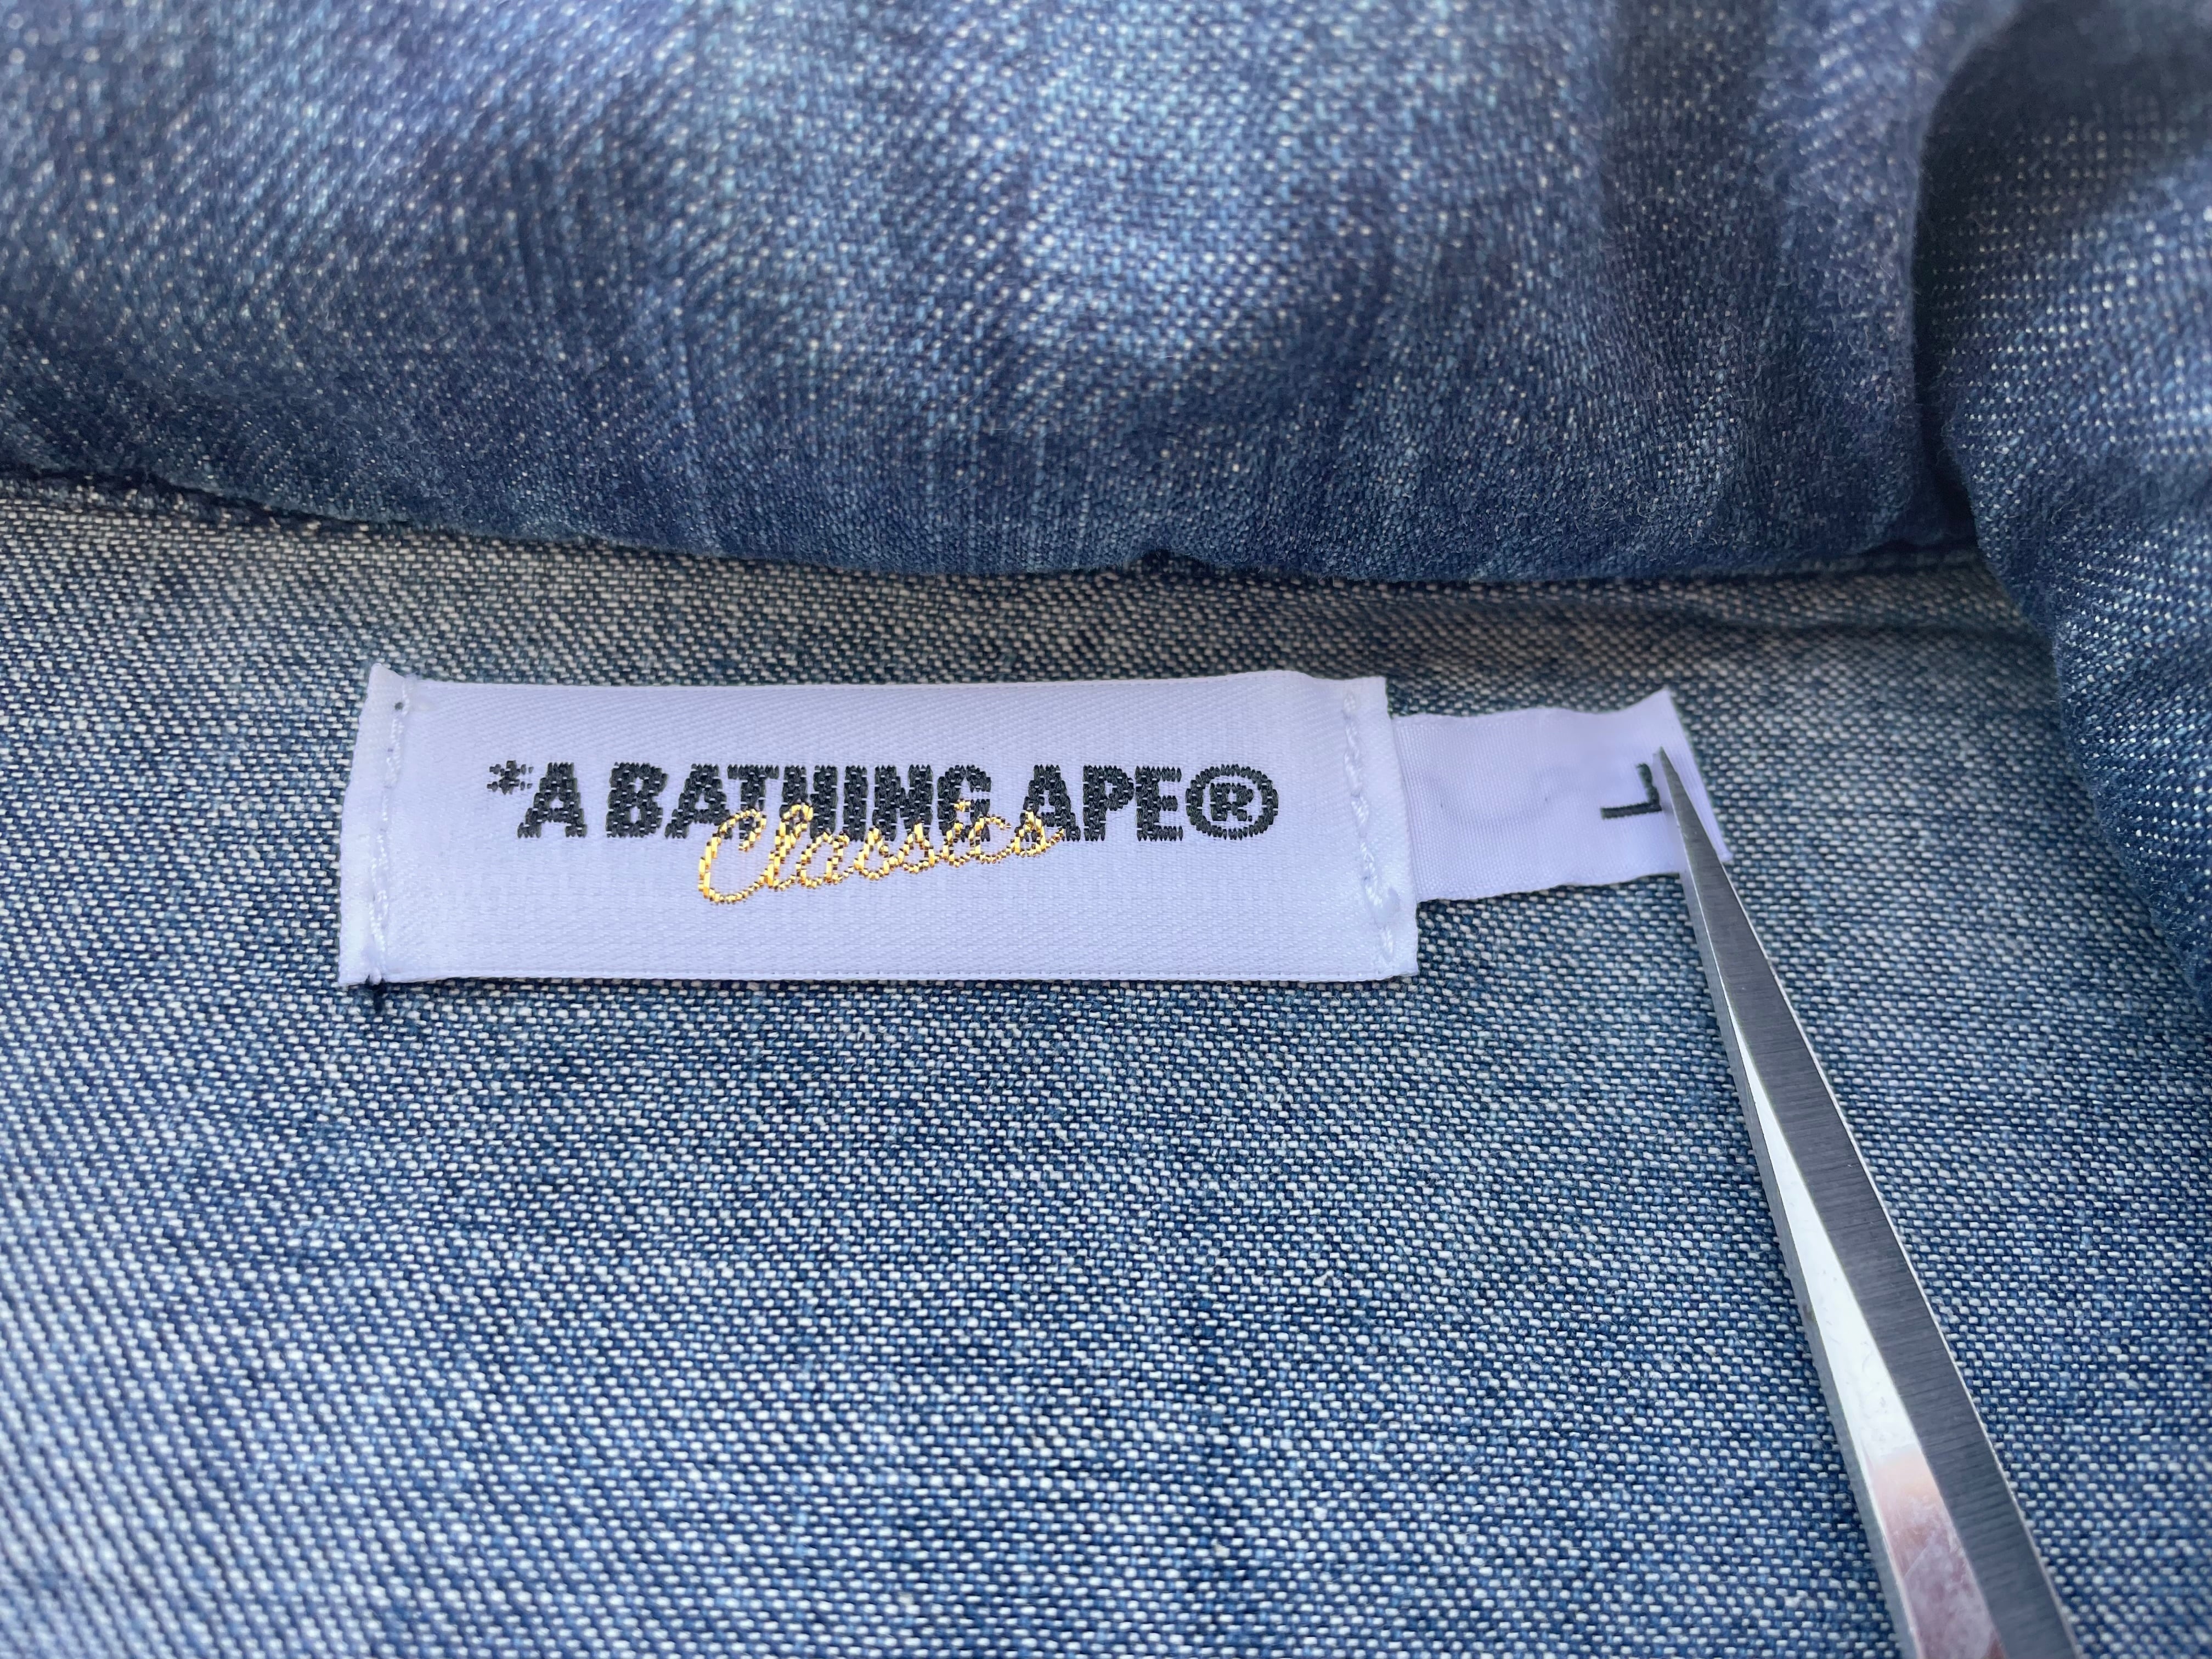 *A BATHING APE®
Classics
L